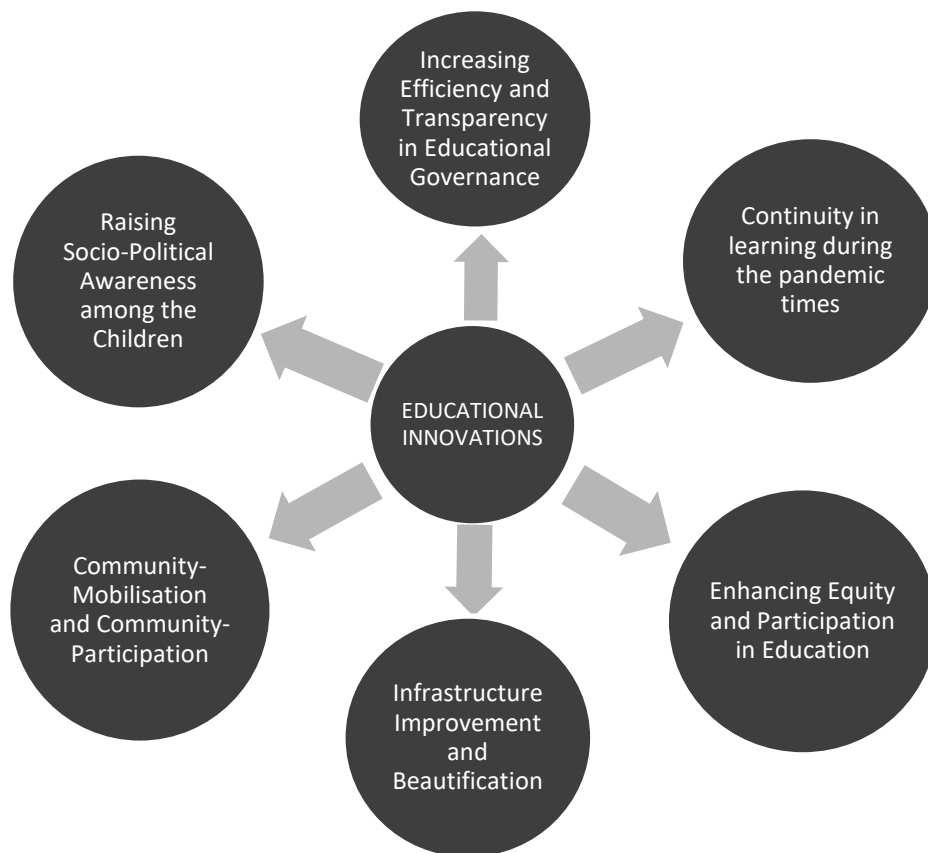 Increasing
Efficiency and
Transparency
in Educational
Governance
Raising
Socio-Political
Awareness
among the
Children
Continuity in
learning during
the pandemic
times
EDUCATIONAL
INNOVATIONS
Community-
Mobilisation
and Community-
Participation
Enhancing Equity
and Participation
in Education
Infrastructure
Improvement
and
Beautification